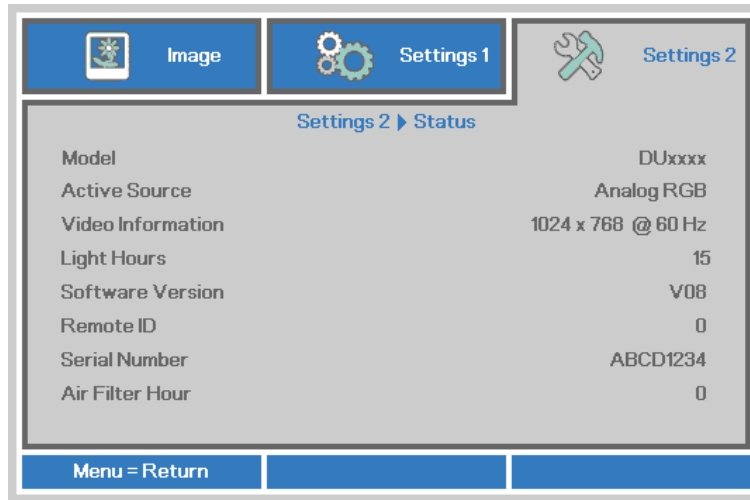 Image Settings 1 Settings 2
Settings 2 Status
Model DUxxxx
Active Source Analog RGB
Video Information 1024 x 768 @ 60 Hz
Light Hours 15
Software Version V08
Remote ID 0
Serial Number ABCD1234
Air Filter Hour 0
Menu = Return